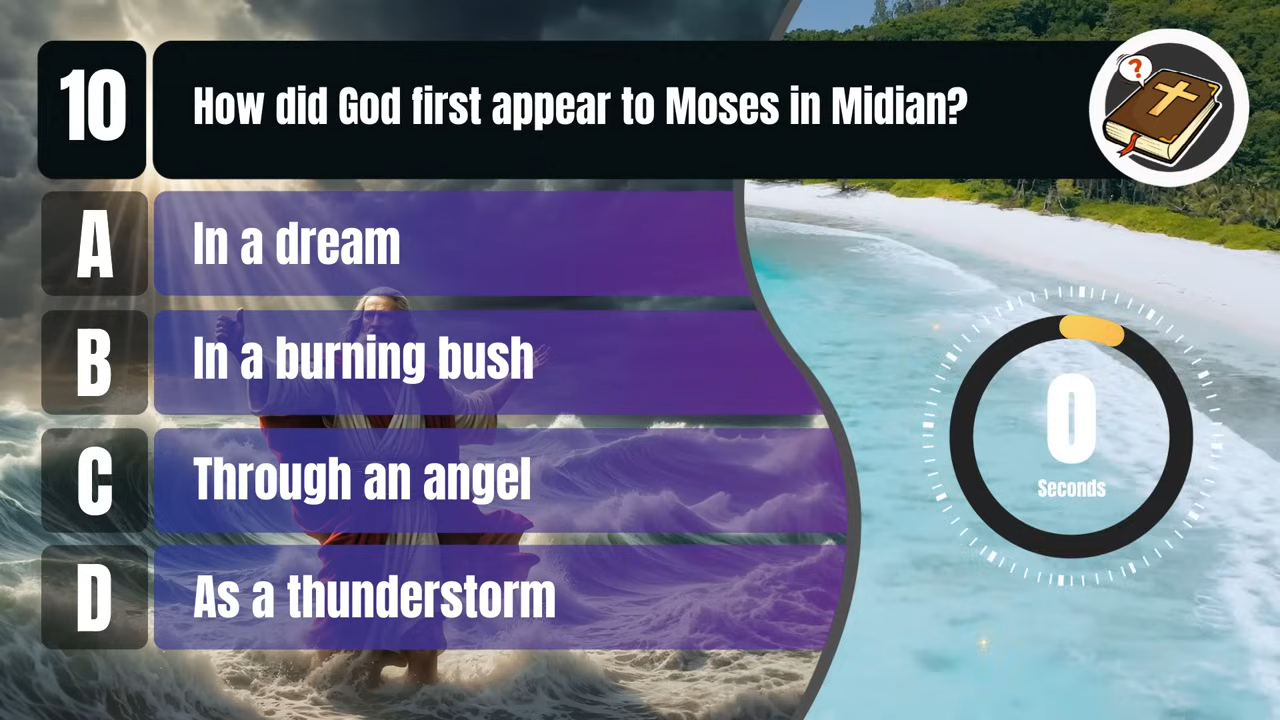 10
How did God first appear to Moses in Midian?
?
A
In a dream
B
In a burning bush
C
Through an angel
D
As a thunderstorm
0
Seconds